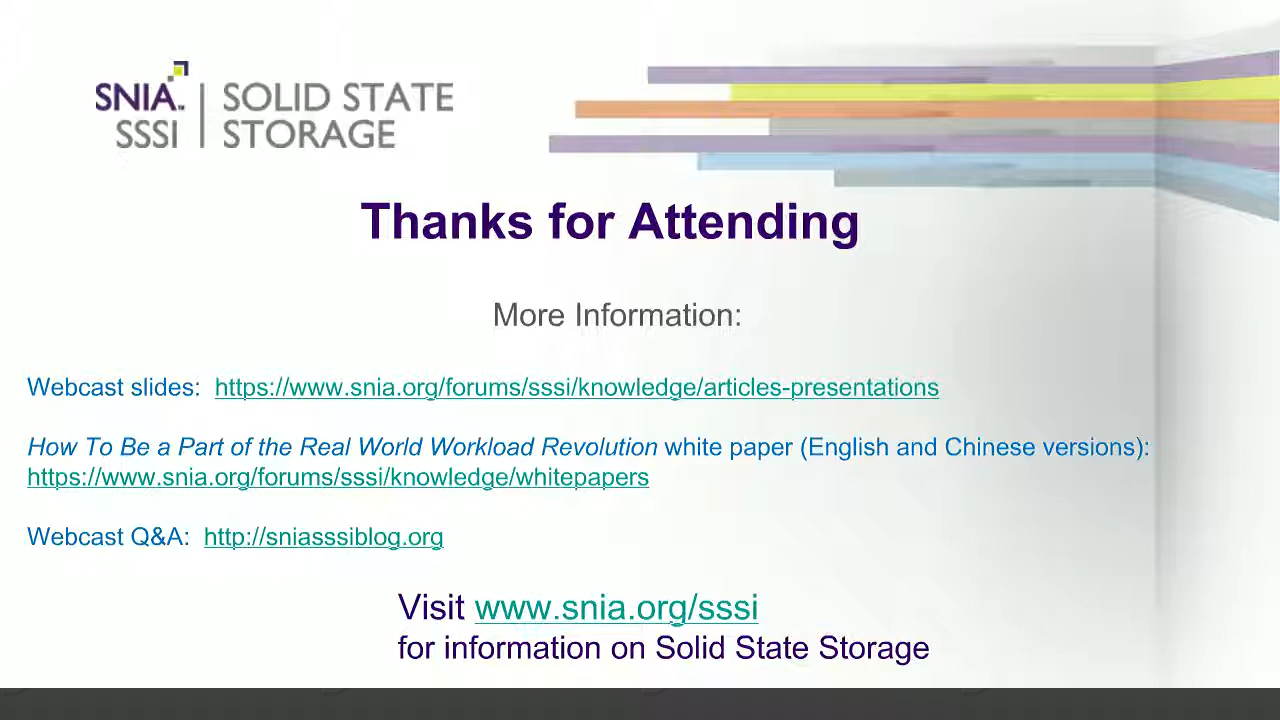 SNIA. | SOLID STATE
SSSI | STORAGE
Thanks for Attending
More Information:
Webcast slides: https://www.snia.org/forums/sssi/knowledge/articles-presentations
How To Be a Part of the Real World Workload Revolution white paper (English and Chinese versions):
https://www.snia.org/forums/sssi/knowledge/whitepapers
Webcast Q&A: http://sniasssiblog.org
Visit www.snia.org/sssi
for information on Solid State Storage